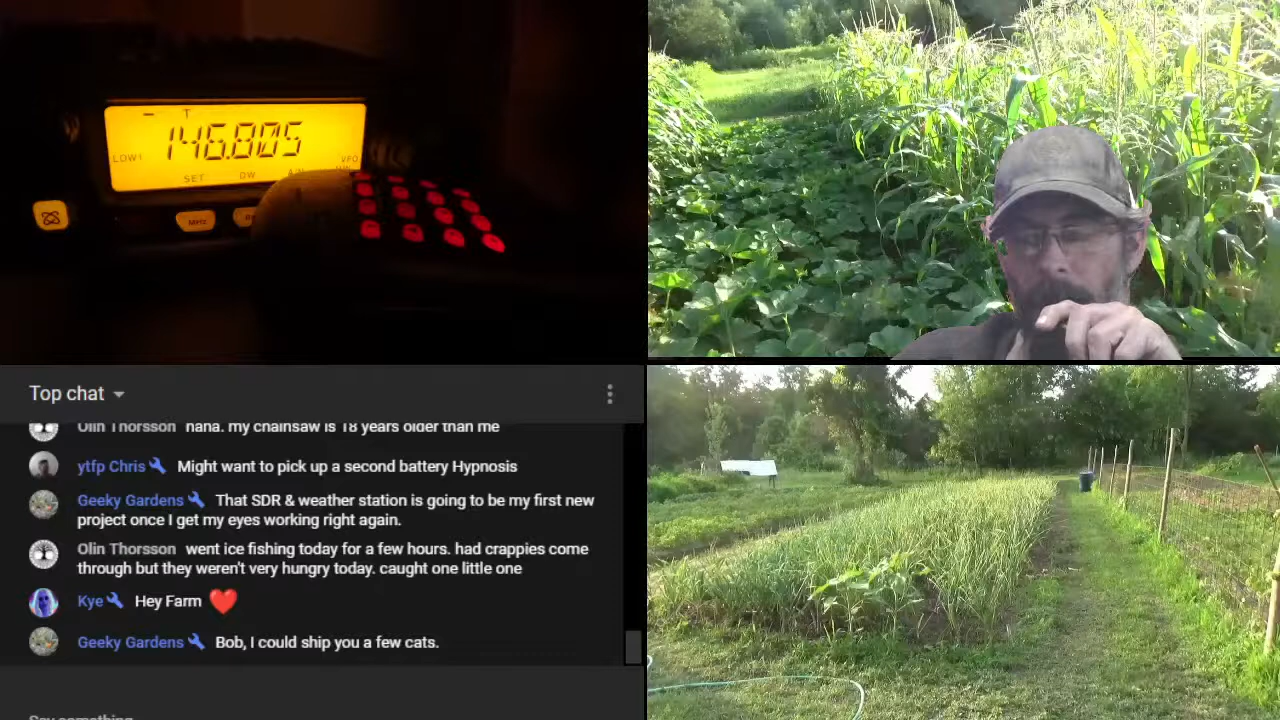 T
146.805
LOW1
VFO
SET DW
MHz
Top chat
Olin Thorsson haha. my chainsaw is 18 years older than me
ytfp Chris Might want to pick up a second battery Hypnosis
Geeky Gardens That SDR & weather station is going to be my first new
project once I get my eyes working right again.
Olin Thorsson went ice fishing today for a few hours. had crappies come
through but they weren't very hungry today. caught one little one
Kye Hey Farm
Geeky Gardens Bob, I could ship you a few cats.
Say something